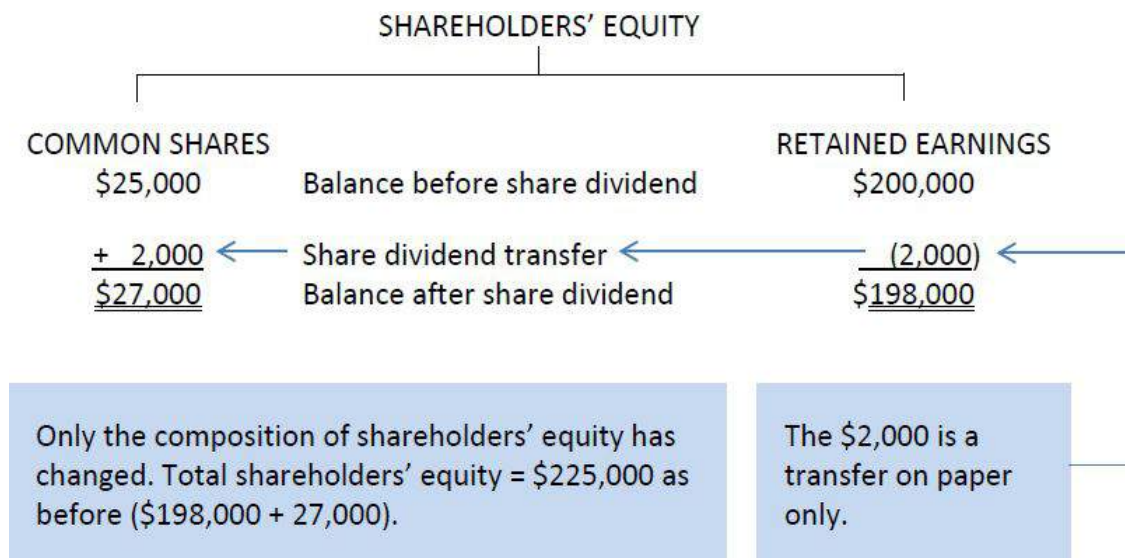 SHAREHOLDERS' EQUITY
COMMON SHARES RETAINED EARNINGS
$25,000 Balance before share dividend $200,000
+ 2,000 Share dividend transfer (2,000)
$27,000 Balance after share dividend $198,000
Only the composition of shareholders' equity has
changed. Total shareholders' equity = $225,000 as
before ($198,000 + 27,000).
The $2,000 is a
transfer on paper
only.